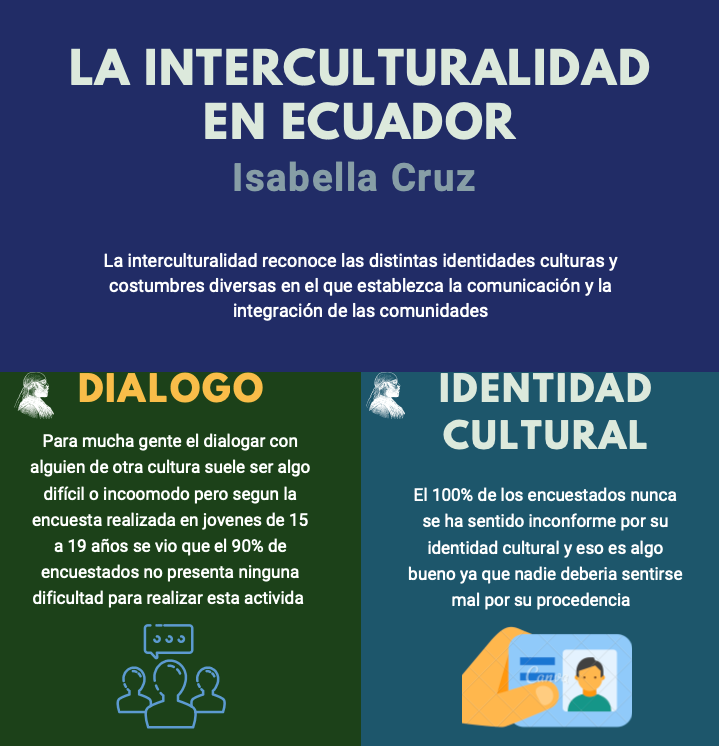 LA INTERCULTURALIDAD
EN ECUADOR
Isabella Cruz
La interculturalidad reconoce las distintas identidades culturas y
costumbres diversas en el que establezca la comunicación y la
integración de las comunidades
DIALOGO
Para mucha gente el dialogar con
alguien de otra cultura suele ser algo
difícil o incoomodo pero segun la
encuesta realizada en jovenes de 15
a 19 años se vio que el 90% de
encuestados no presenta ninguna
dificultad para realizar esta activida
IDENTIDAD
CULTURAL
El 100% de los encuestados nunca
se ha sentido inconforme por su
identidad cultural y eso es algo
bueno ya que nadie deberia sentirse
mal por su procedencia
Canva